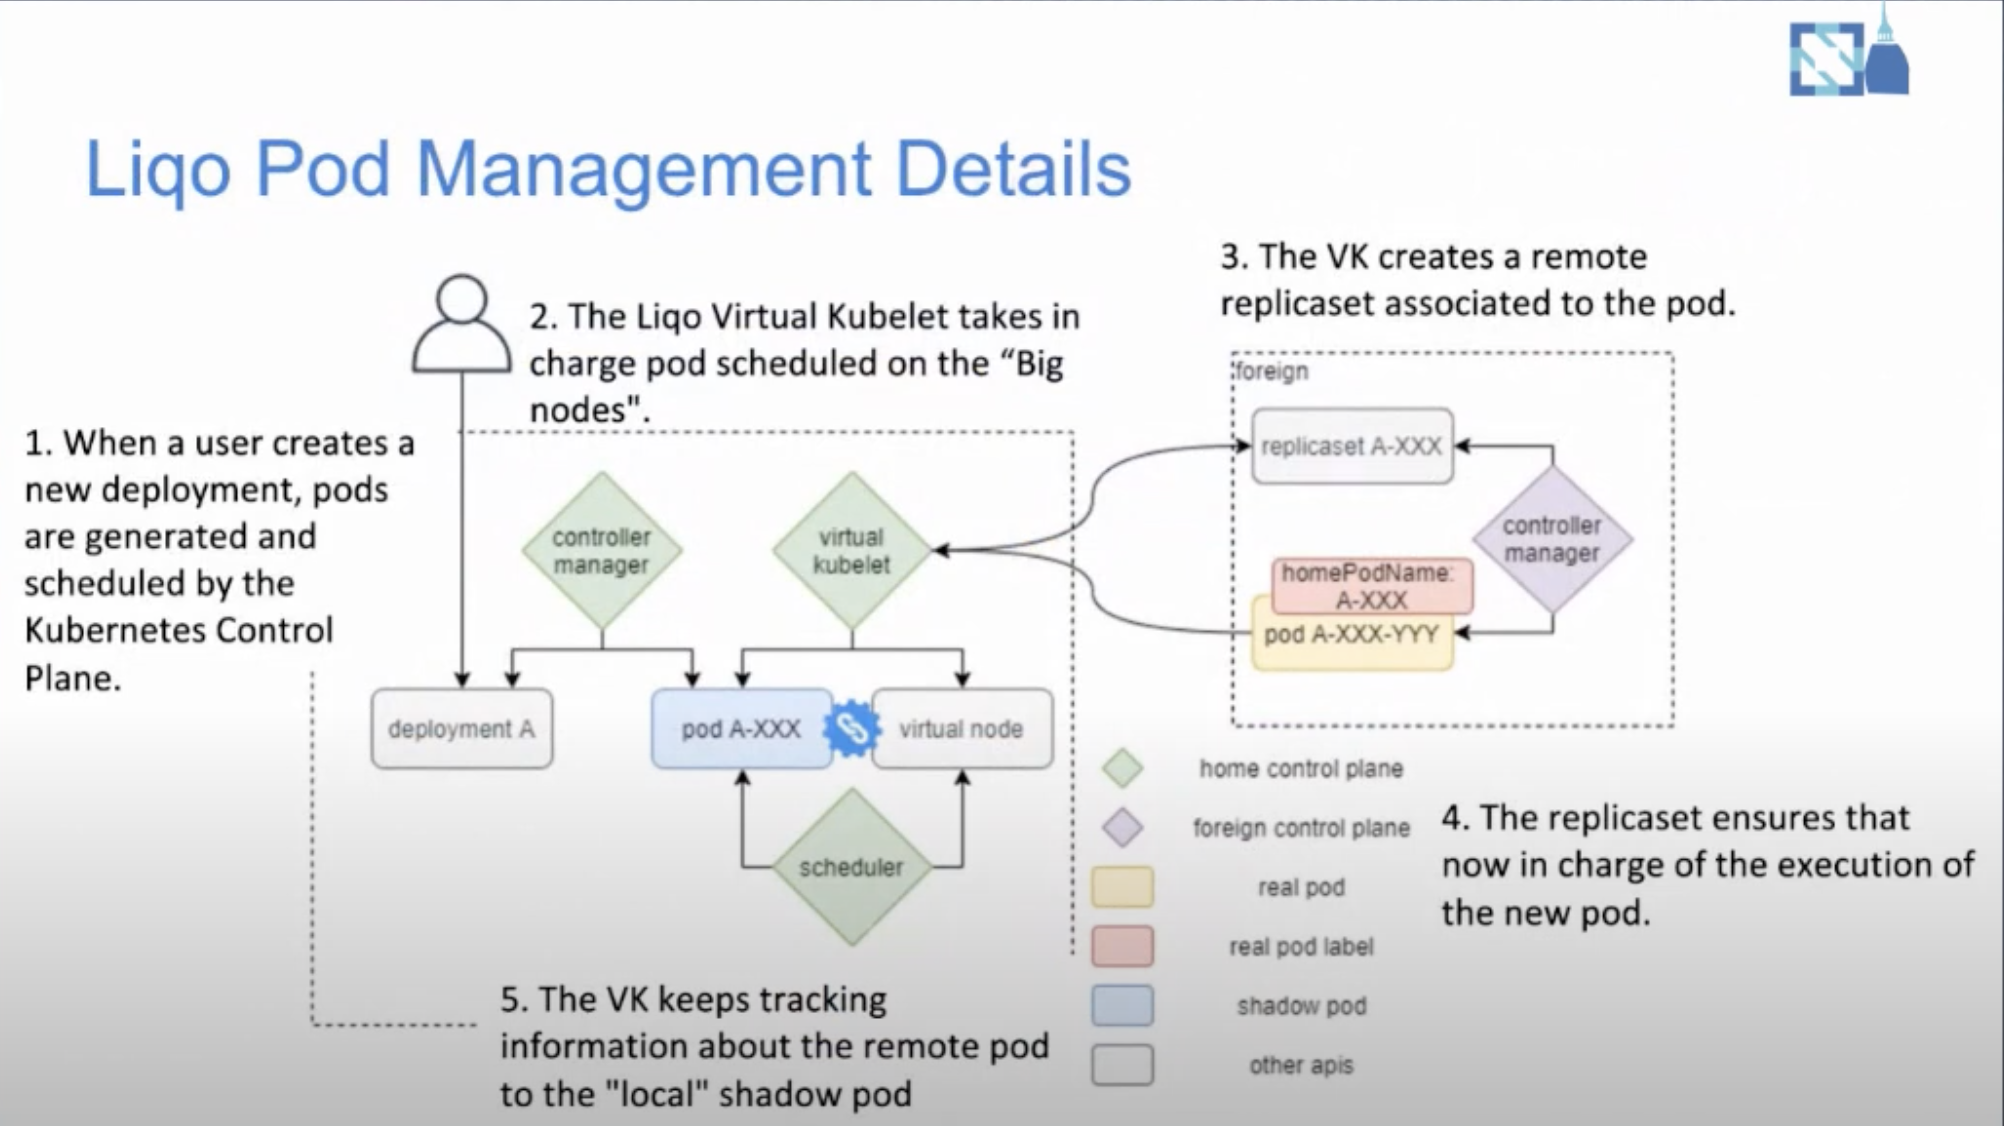 Liqo Pod Management Details
1. When a user creates a
new deployment, pods
are generated and
scheduled by the
Kubernetes Control
Plane.
2. The Liqo Virtual Kubelet takes in
charge pod scheduled on the “Big
nodes".
3. The VK creates a remote
replicaset associated to the pod.
foreign
replicaset A-XXX
controller
manager
homePodName:
A-XXX
pod A-XXX-YYY
controller
manager
virtual
kubelet
deployment A
pod A-XXX
virtual node
scheduler
home control plane
foreign control plane
real pod
real pod label
shadow pod
other apis
4. The replicaset ensures that
now in charge of the execution of
the new pod.
5. The VK keeps tracking
information about the remote pod
to the "local" shadow pod